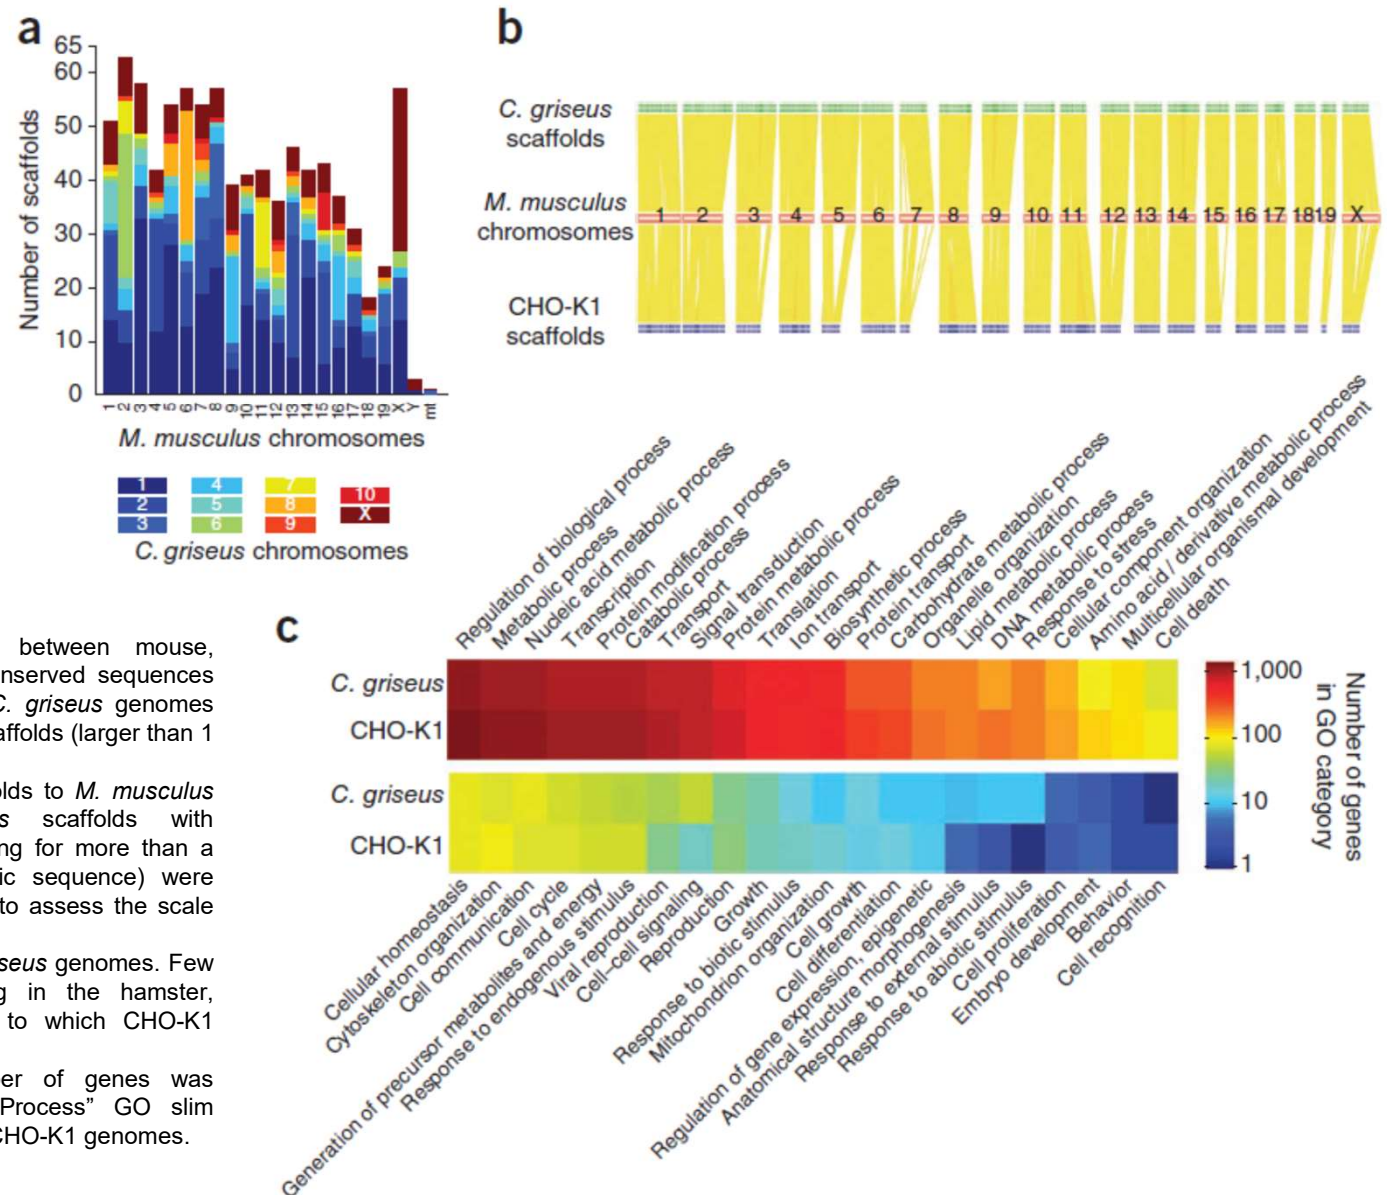 a
65
60
50
40
30
20
10
0
Number of scaffolds
1 2 3 4 5 6 7 8 9 10 11 12 13 14 15 16 17 18 19 X Y mt
M. musculus chromosomes
1 4 7 10
2 5 8 X
3 6 9
C. griseus chromosomes
b
C. griseus
scaffolds
M. musculus
chromosomes
1 2 3 4 5 6 7 8 9 10 11 12 13 14 15 16 17 18 19 X
CHO-K1
scaffolds
between mouse,
nserved sequences
C. griseus genomes
affolds (larger than 1
olds to M. musculus
s scaffolds with
ng for more than a
ic sequence) were
to assess the scale
seus genomes. Few
g in the hamster,
to which CHO-K1
er of genes was
Process” GO slim
CHO-K1 genomes.
c
Regulation of biological process
Metabolic process
Nucleic acid metabolic process
Transcription
Protein modification process
Catabolic process
Transport
Signal transduction
Protein metabolic process
Translation
Ion transport
Biosynthetic process
Protein transport
Carbohydrate metabolic process
Organelle organization
Lipid metabolic process
DNA metabolic process
Response to stress
Cellular component organization
Amino acid / derivative metabolic process
Multicellular organismal development
Cell death
C. griseus
CHO-K1
C. griseus
CHO-K1
1,000
100
10
1
Number of genes
in GO category
Cellular homeostasis
Cytoskeleton organization
Cell communication
Cell cycle
Generation of precursor metabolites and energy
Response to endogenous stimulus
Viral reproduction
Cell–cell signaling
Reproduction
Growth
Response to biotic stimulus
Mitochondrion organization
Cell growth
Cell differentiation
Regulation of gene expression, epigenetic
Anatomical structure morphogenesis
Response to external stimulus
Response to abiotic stimulus
Cell proliferation
Embryo development
Behavior
Cell recognition